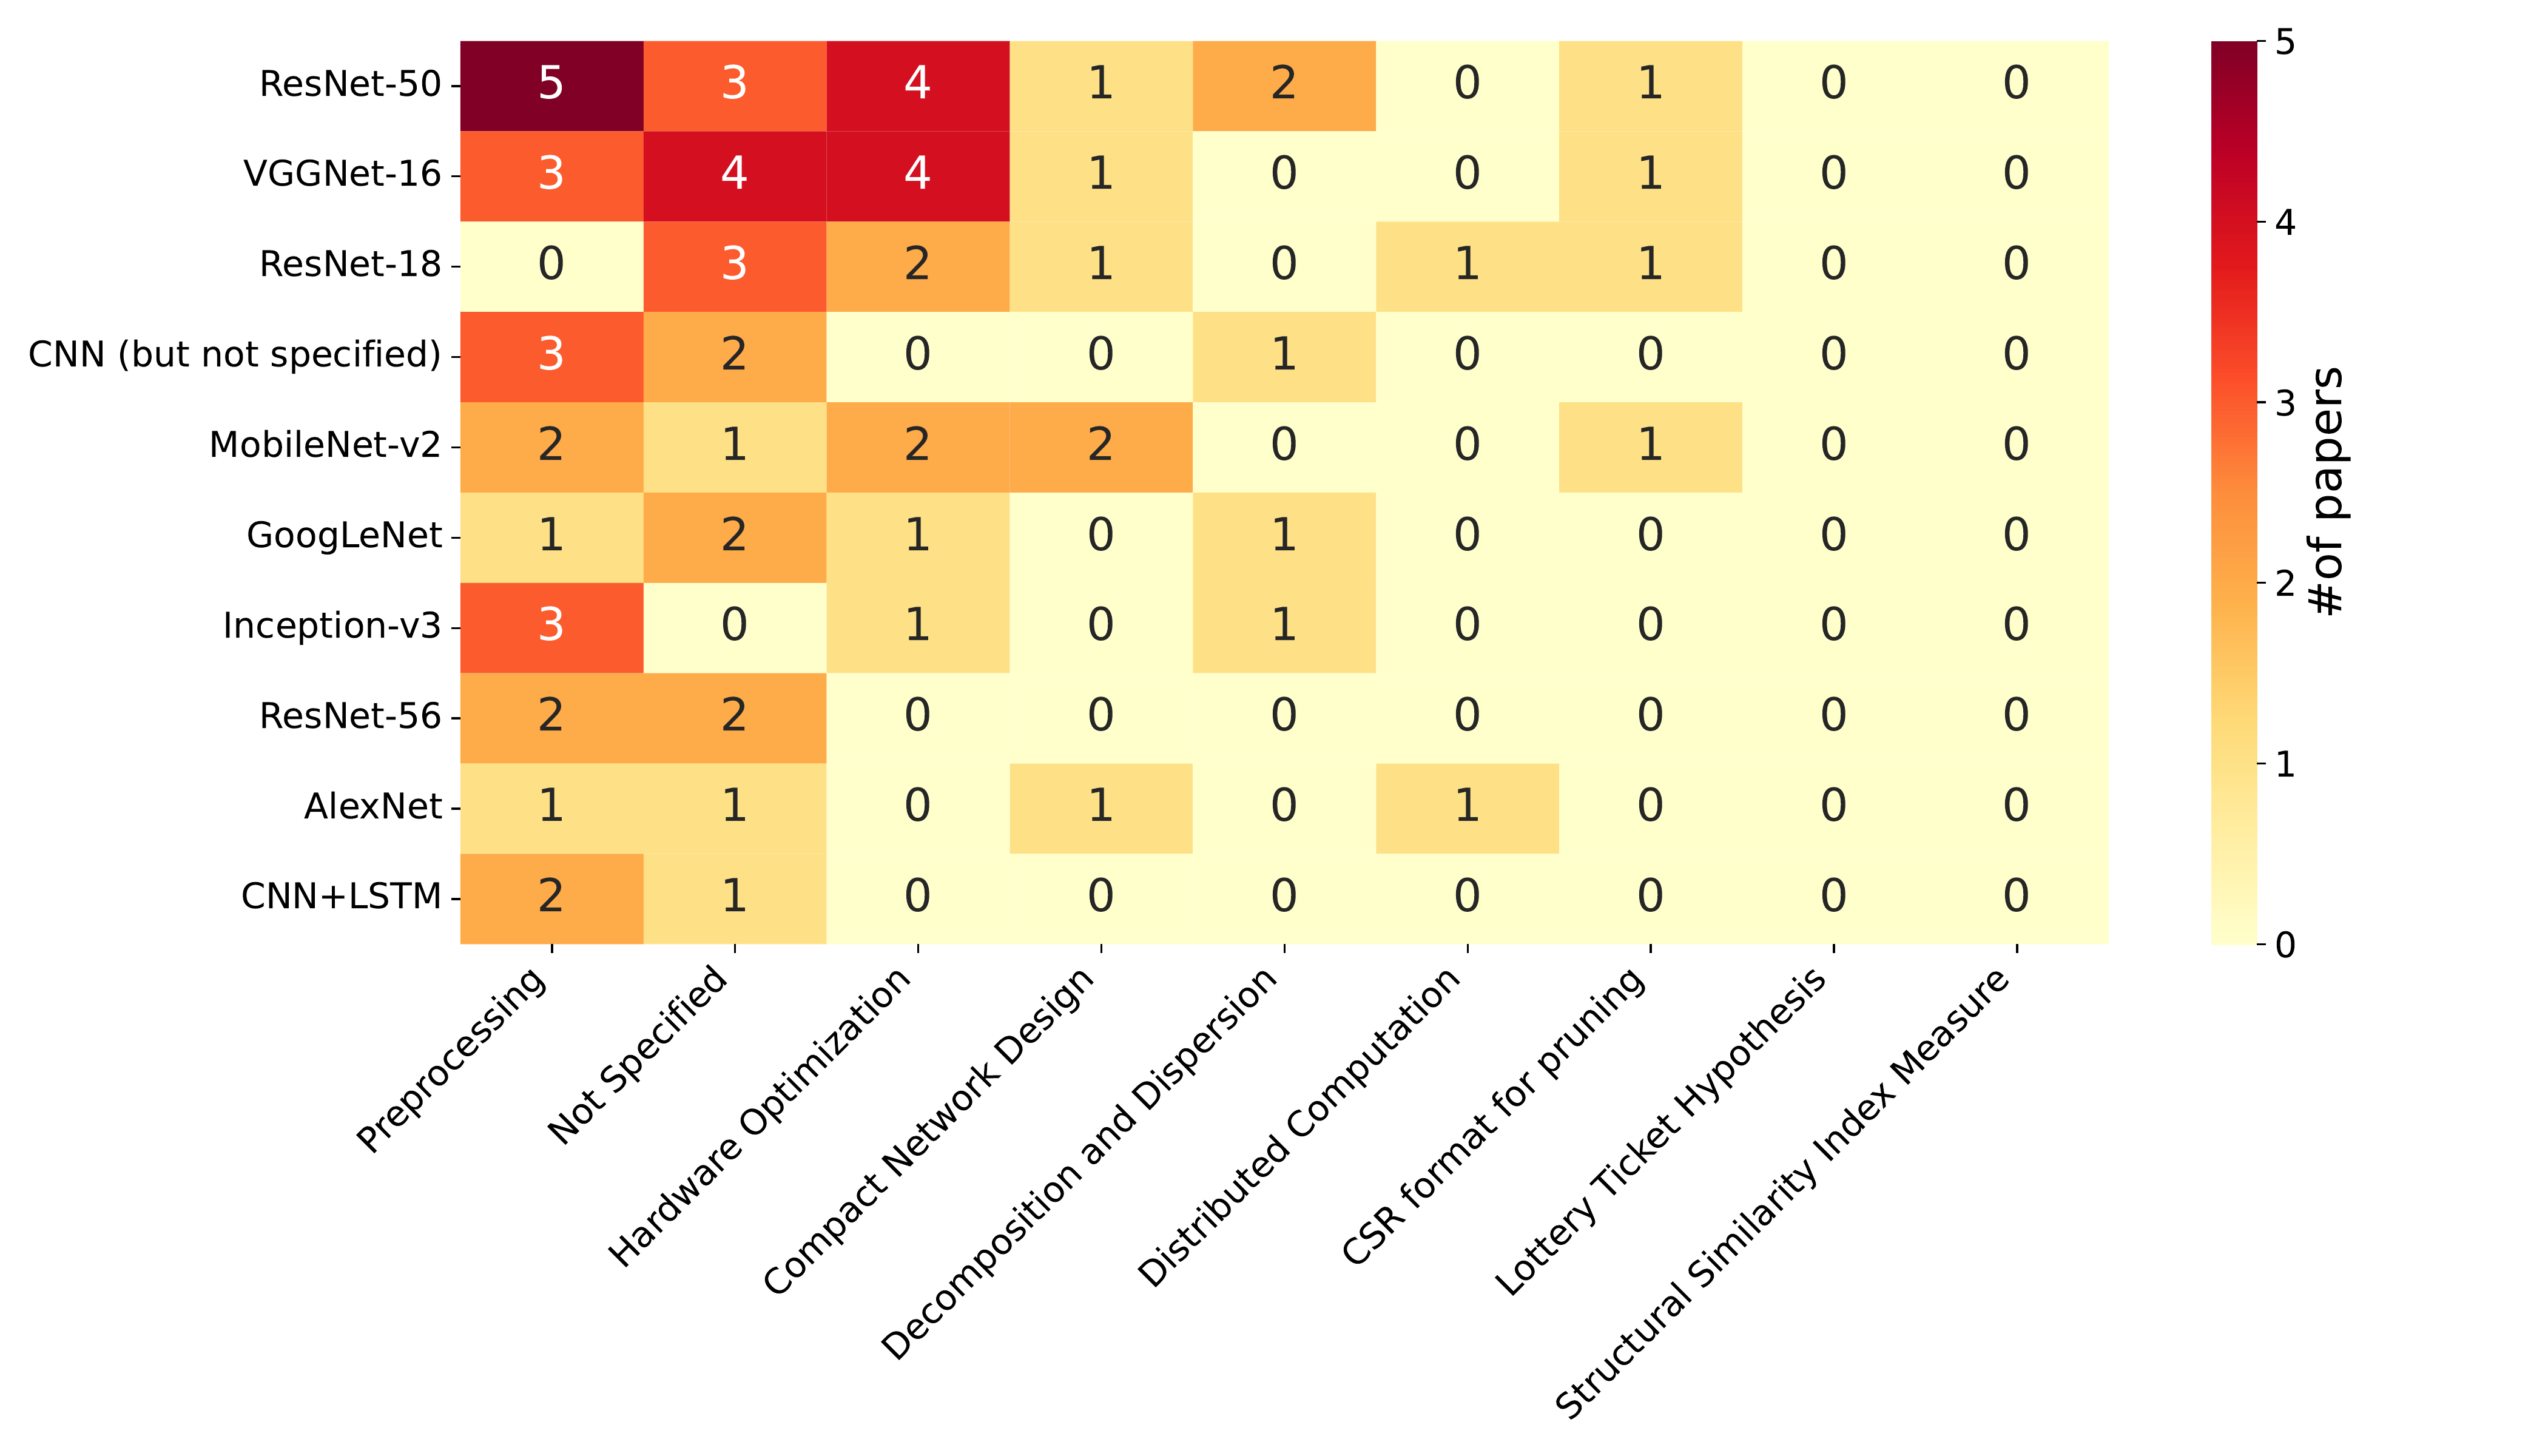 ResNet-50 5 3 4 1 2 0 1 0 0
VGGNet-16 3 4 4 1 0 0 1 0 0
ResNet-18 0 3 2 1 0 1 1 0 0
CNN (but not specified) 3 2 0 0 1 0 0 0 0
MobileNet-v2 2 1 2 2 0 0 1 0 0
GoogLeNet 1 2 1 0 1 0 0 0 0
Inception-v3 3 0 1 0 1 0 0 0 0
ResNet-56 2 2 0 0 0 0 0 0 0
AlexNet 1 1 0 1 0 1 0 0 0
CNN+LSTM 2 1 0 0 0 0 0 0 0
Preprocessing
Not Specified
Hardware Optimization
Compact Network Design
Decomposition and Dispersion
Distributed Computation
CSR format for pruning
Lottery Ticket Hypothesis
Structural Similarity Index Measure
5
4
3
2
1
0
#of papers